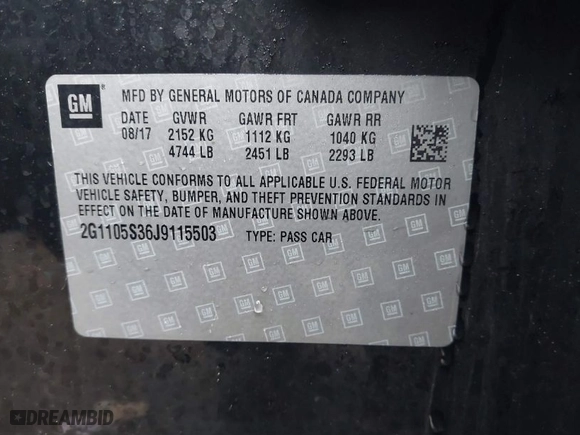 GM
MFD BY GENERAL MOTORS OF CANADA COMPANY
DATE GVWR GAWR FRT GAWR RR
08/17 2152 KG 1112 KG 1040 KG
4744 LB 2451 LB 2293 LB
THIS VEHICLE CONFORMS TO ALL APPLICABLE U.S. FEDERAL MOTOR
VEHICLE SAFETY, BUMPER, AND THEFT PREVENTION STANDARDS IN
EFFECT ON THE DATE OF MANUFACTURE SHOWN ABOVE.
2G1105S36J9115503 TYPE: PASS CAR
DREAMBID